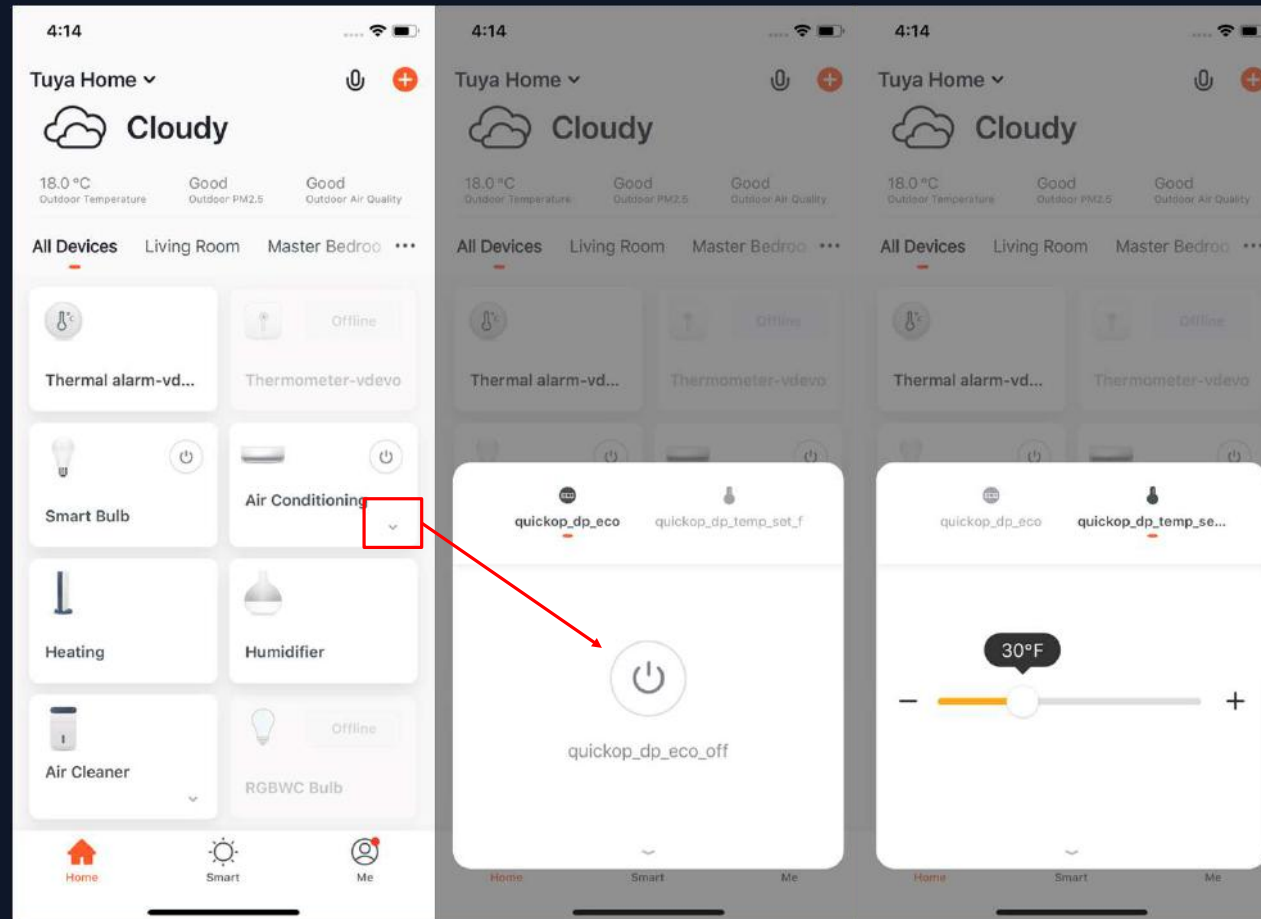 4:14
Tuya Home
Cloudy
18.0 °C Good Good
Outdoor Temperature Outdoor PM2.5 Outdoor Air Quality
All Devices Living Room Master Bedroo
Offline
Thermal alarm-vd... Thermometer-vdevo
Smart Bulb
Air Conditioning
Heating Humidifier
Offline
Air Cleaner
RGBWC Bulb
Home Smart Me
4:14
Tuya Home
Cloudy
18.0 °C Good Good
Outdoor Temperature Outdoor PM2.5 Outdoor Air Quality
All Devices Living Room Master Bedroo
Offline
Thermal alarm-vd... Thermometer-vdevo
eco
quickop_dp_eco quickop_dp_temp_set_f
quickop_dp_eco_off
Home Smart Me
4:14
Tuya Home
Cloudy
18.0 °C Good Good
Outdoor Temperature Outdoor PM2.5 Outdoor Air Quality
All Devices Living Room Master Bedroo
Offline
Thermal alarm-vd... Thermometer-vdevo
eco
quickop_dp_eco quickop_dp_temp_se...
30°F
Home Smart Me